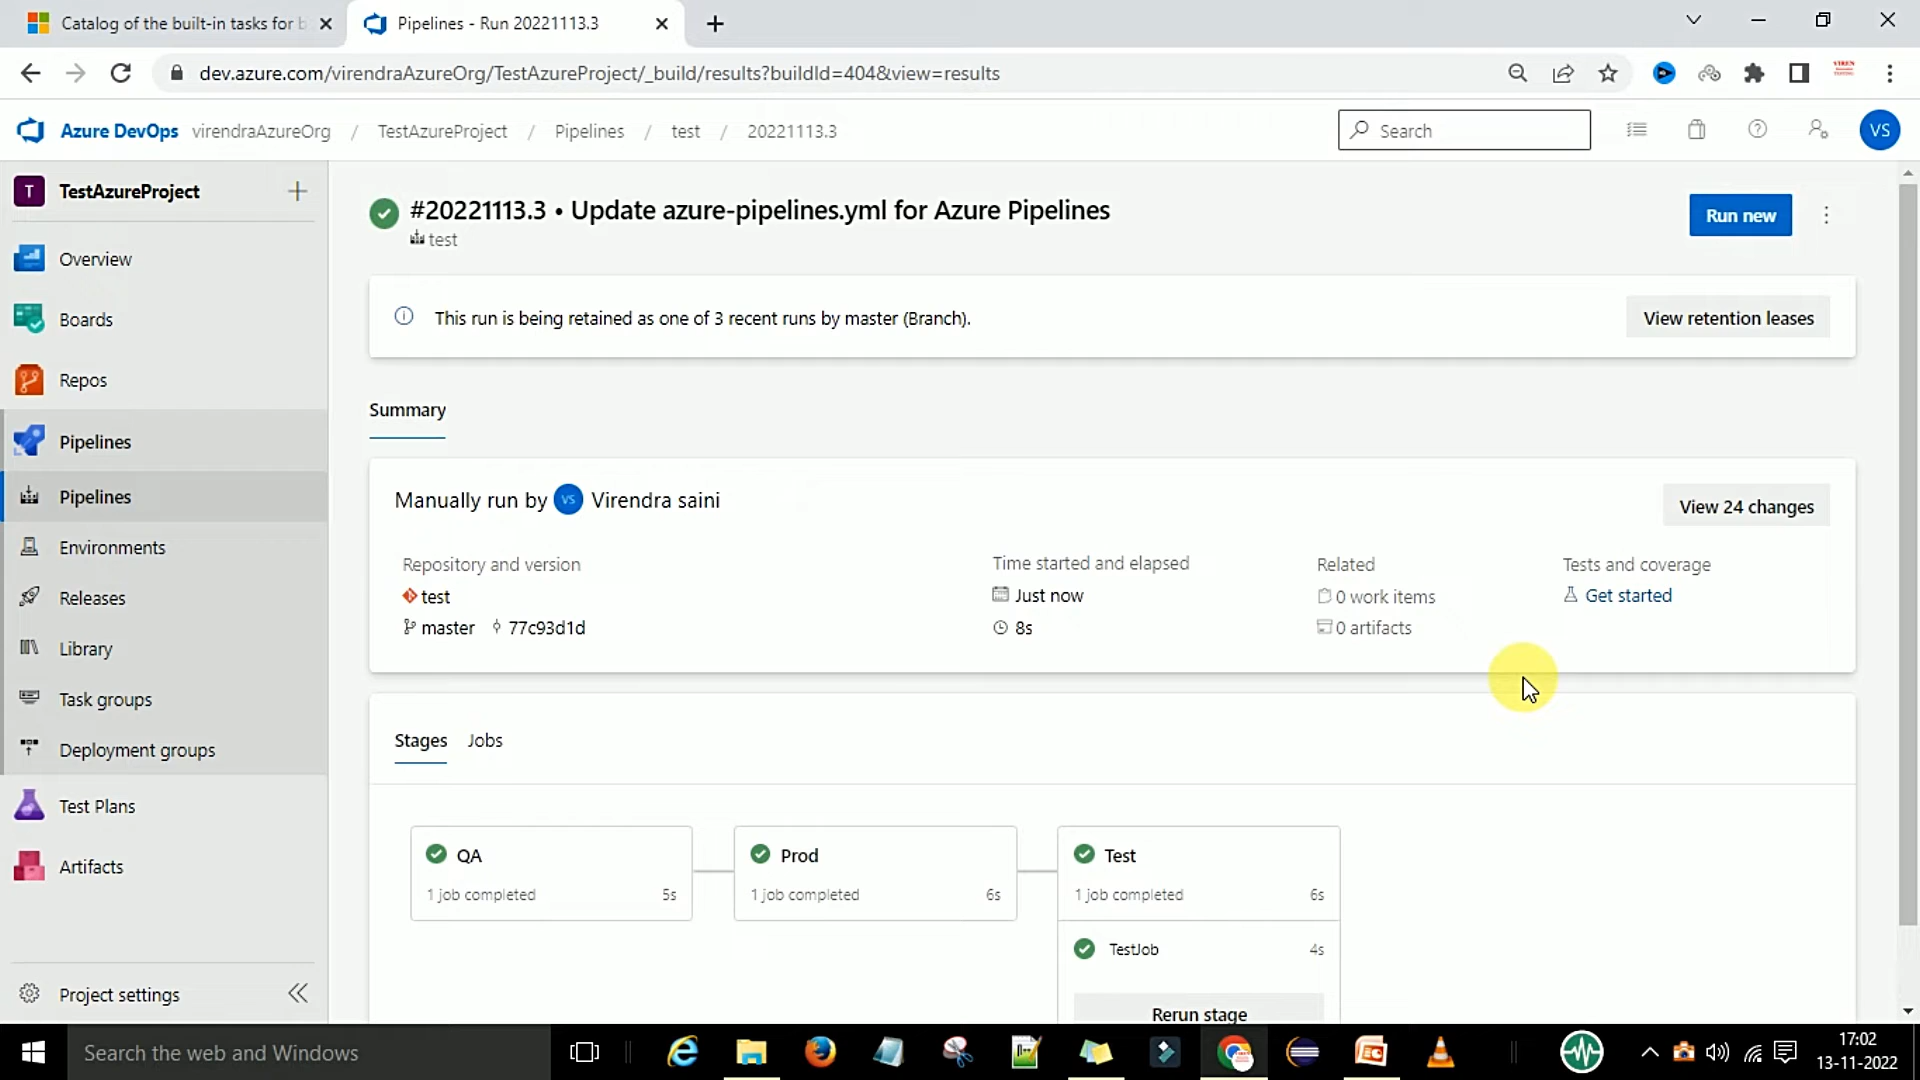 Catalog of the built-in tasks for b
Pipelines - Run 20221113.3
dev.azure.com/virendraAzureOrg/TestAzureProject/_build/results?buildId=404&view=results
Azure DevOps virendraAzureOrg / TestAzureProject / Pipelines / test / 20221113.3
Search
VS
T TestAzureProject
Overview
Boards
Repos
Pipelines
Pipelines
Environments
Releases
Library
Task groups
Deployment groups
Test Plans
Artifacts
Project settings
#20221113.3 • Update azure-pipelines.yml for Azure Pipelines
test
Run new
This run is being retained as one of 3 recent runs by master (Branch).
View retention leases
Summary
Manually run by VS Virendra saini
View 24 changes
Repository and version
test
master 77c93d1d
Time started and elapsed
Just now
8s
Related
0 work items
0 artifacts
Tests and coverage
Get started
Stages Jobs
QA
1 job completed 5s
Prod
1 job completed 6s
Test
1 job completed 6s
TestJob 4s
Rerun stage
Search the web and Windows
17:02
13-11-2022